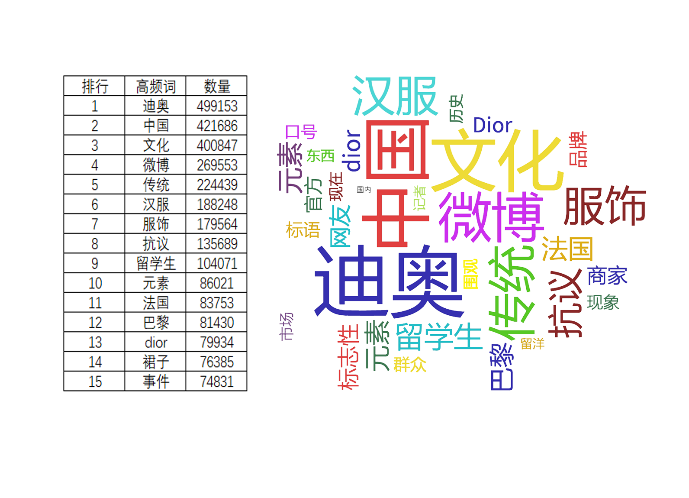 排行 高频词 数量
1 迪奥 499153
2 中国 421686
3 文化 400847
4 微博 269553
5 传统 224439
6 汉服 188248
7 服饰 179564
8 抗议 135689
9 留学生 104071
10 元素 86021
11 法国 83753
12 巴黎 81430
13 dior 79934
14 裙子 76385
15 事件 74831
汉服
历史
口号
Dior
dior
元素
东西
中国
文化
品牌
官方
现在
国内
记者
标语
网友
微博
服饰
法国
迪奥
围观
传统
抗议
商家
现象
市场
标志性
元素
留学生
群众
巴黎
留洋